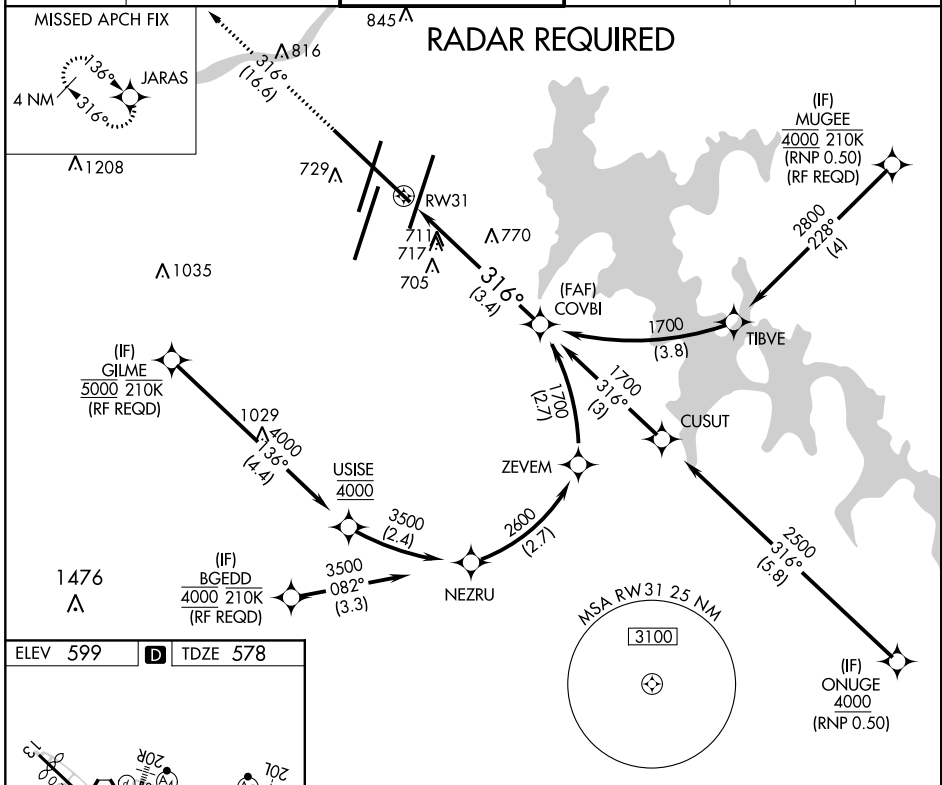 MISSED APCH FIX
136°
JARAS
4 NM
316°
845
RADAR REQUIRED
816
316°
(16.6)
1208
729
RW31
711
717
705
770
1035
316°
(3.4)
(FAF)
COVBI
(IF)
MUGEE
4000 210K
(RNP 0.50)
(RF REQD)
2800
228°
(4)
TIBVE
1700
(3.8)
(IF)
GILME
5000 210K
(RF REQD)
1029
4000
136°
(4.4)
USISE
4000
3500
(2.4)
1700
(2.7)
1700
316°
(3)
CUSUT
ZEVEM
2600
(2.7)
NEZRU
(IF)
BGEDD
4000 210K
(RF REQD)
3500
082°
(3.3)
1476
2500
316°
(5.8)
(IF)
ONUGE
4000
(RNP 0.50)
MSA RW31 25 NM
3100
ELEV 599
D
TDZE 578
13
20R
20L